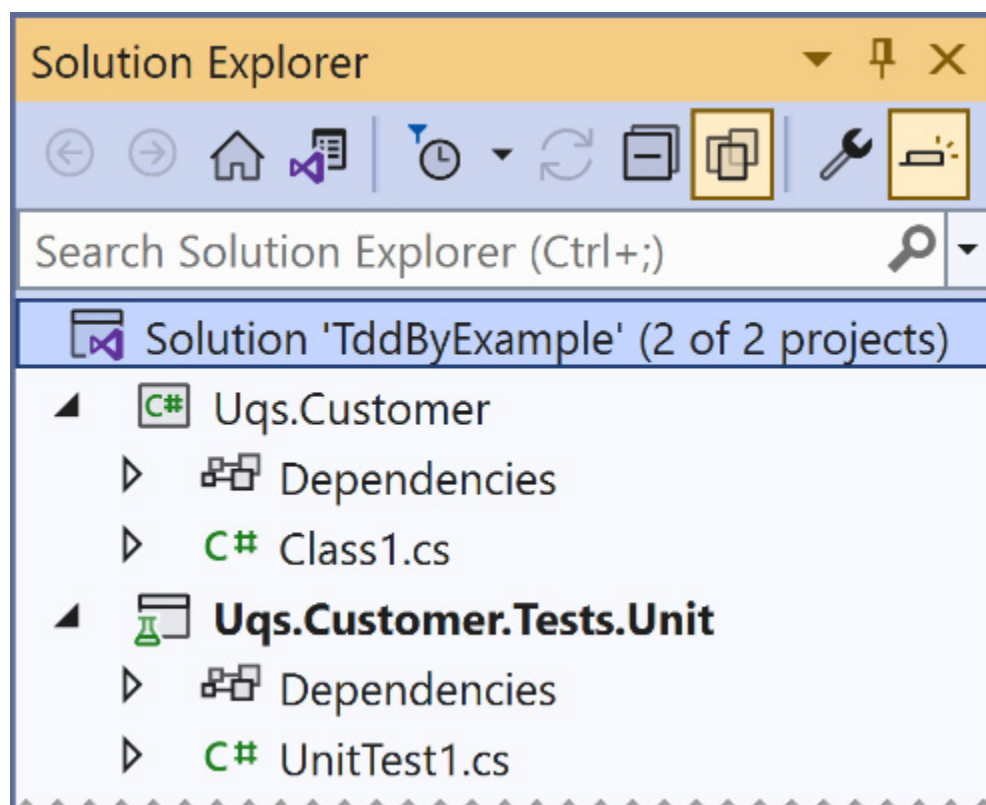 Solution Explorer
Search Solution Explorer (Ctrl+;)
Solution 'TddByExample' (2 of 2 projects)
C# Uqs.Customer
Dependencies
C# Class1.cs
Uqs.Customer.Tests.Unit
Dependencies
C# UnitTest1.cs